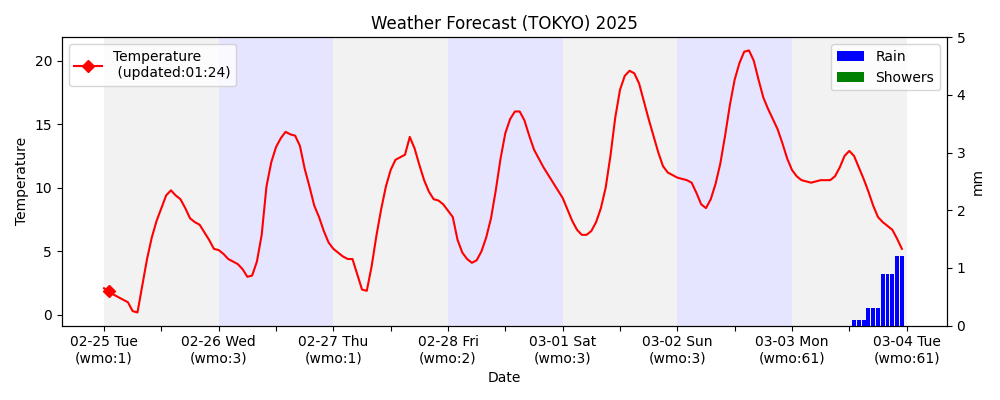 Weather Forecast (TOKYO) 2025
Temperature
(updated:01:24)
Rain
Showers
Temperature
20
15
10
5
0
5
4
3
2
1
0
mm
02-25 Tue
(wmo:1)
02-26 Wed
(wmo:3)
02-27 Thu
(wmo:1)
02-28 Fri
(wmo:2)
03-01 Sat
(wmo:3)
03-02 Sun
(wmo:3)
03-03 Mon
(wmo:61)
03-04 Tue
(wmo:61)
Date